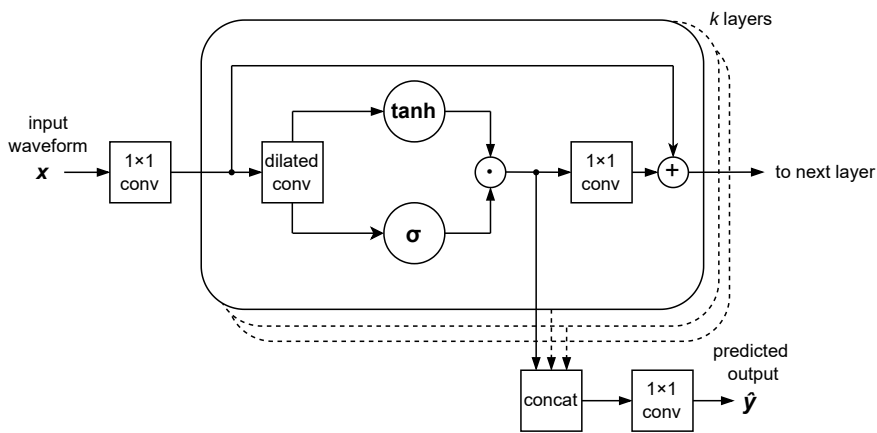 k layers
input
waveform
x
1×1
conv
dilated
conv
tanh
σ
·
1×1
conv
+
to next layer
concat
1×1
conv
predicted
output
ŷ